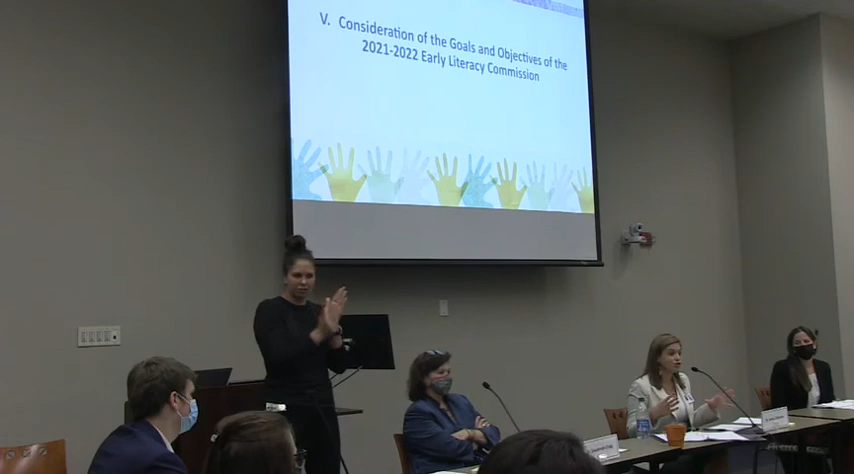 V. Consideration of the Goals and Objectives of the
2021-2022 Early Literacy Commission